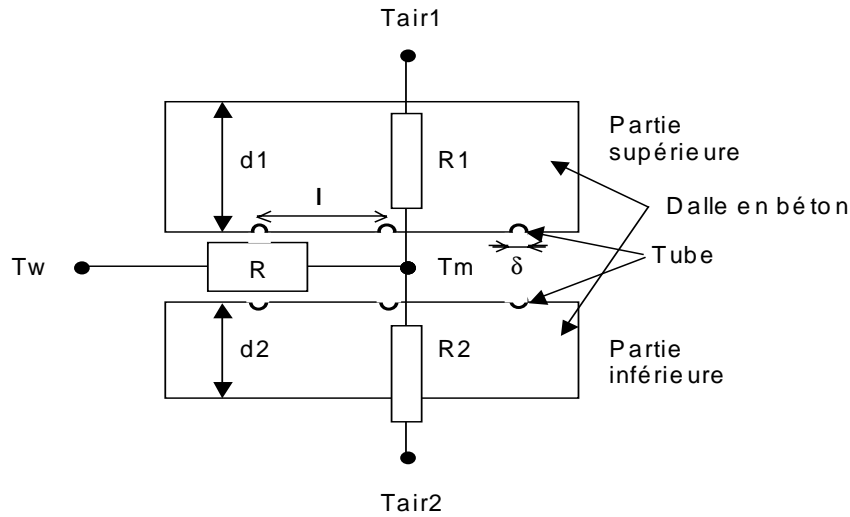 Tair1
d1
R1
Partie
supérieure
l
Dalle en béton
Tw
R
Tm
δ
Tube
d2
R2
Partie
inférieure
Tair2